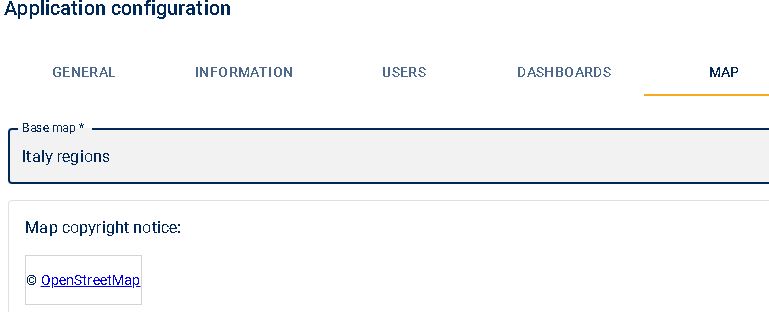 Application configuration
GENERAL INFORMATION USERS DASHBOARDS MAP
Base map *
Italy regions
Map copyright notice:
© OpenStreetMap